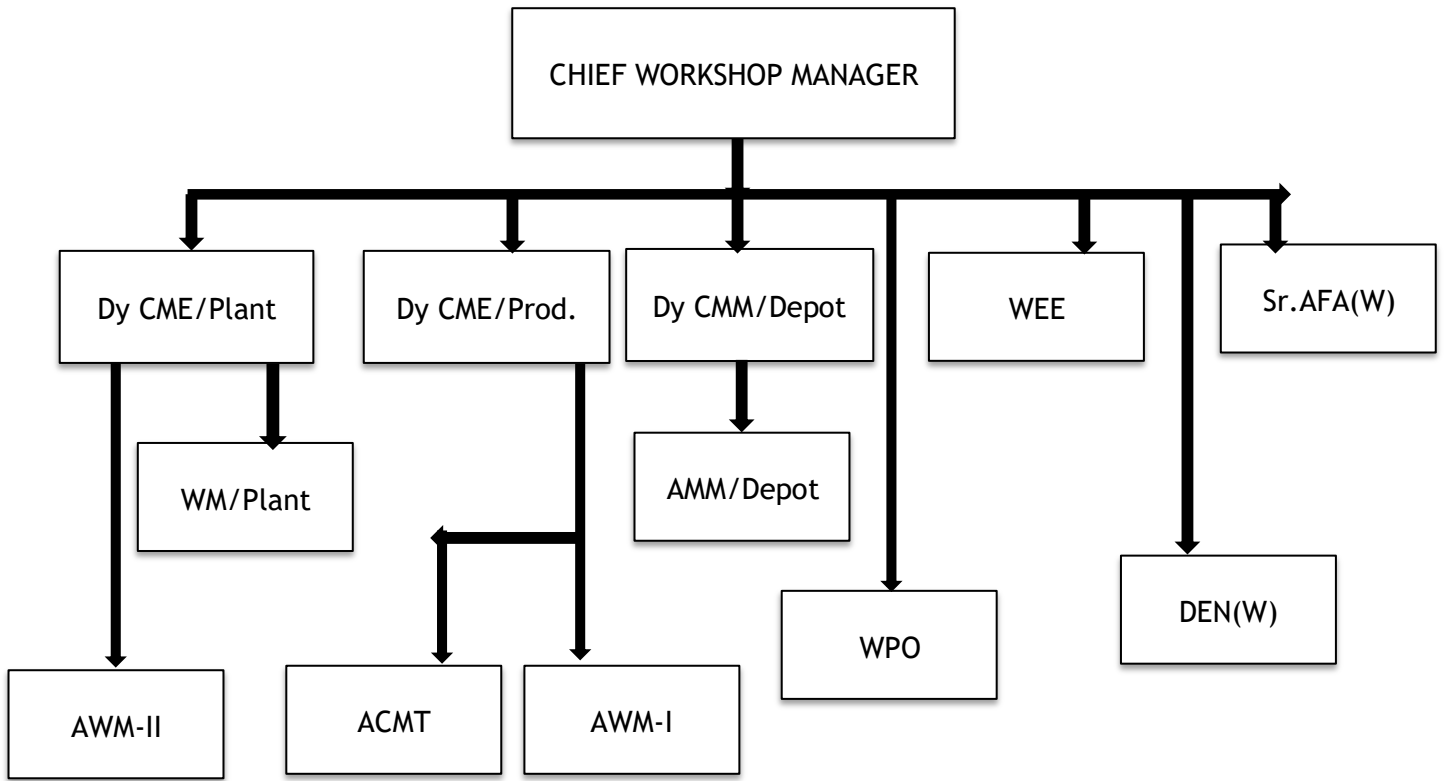 CHIEF WORKSHOP MANAGER
Dy CME/Plant
Dy CME/Prod.
Dy CMM/Depot
WEE
Sr.AFA(W)
WM/Plant
AMM/Depot
WPO
DEN(W)
AWM-II
ACMT
AWM-I